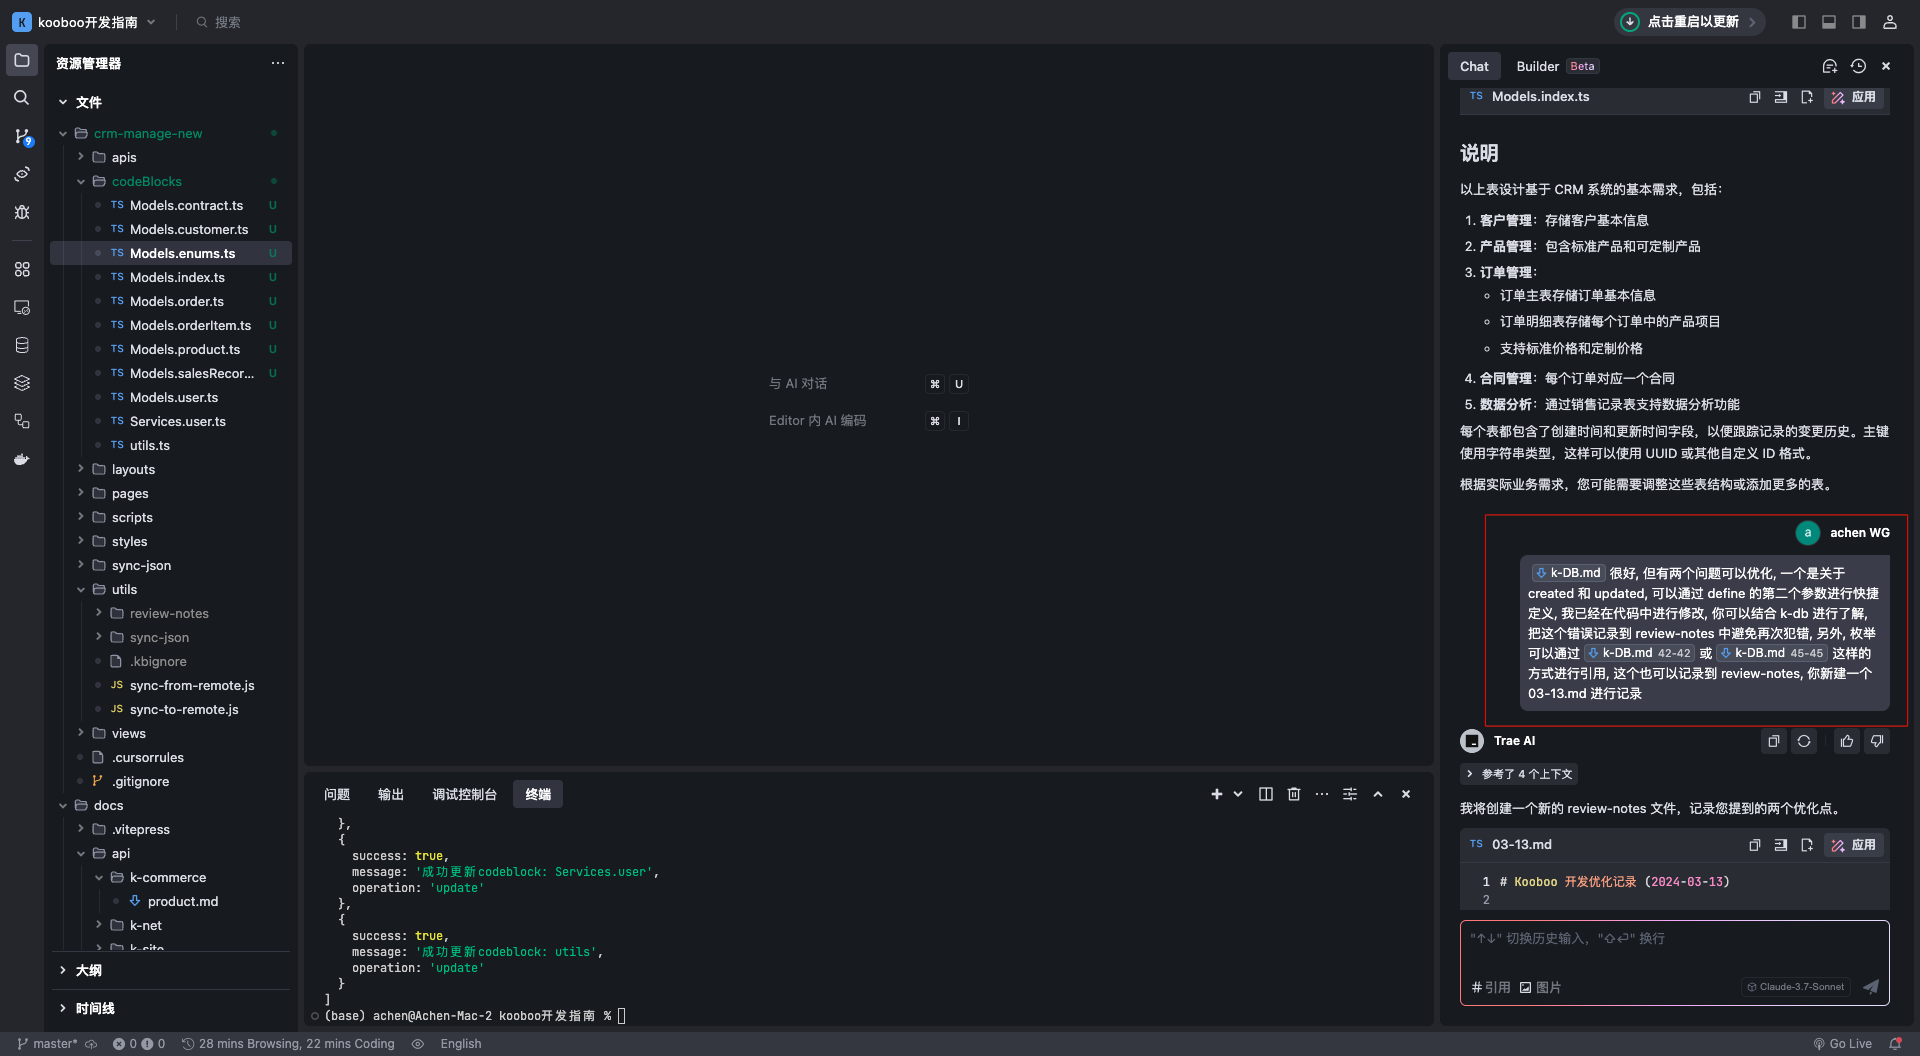 K kooboo开发指南
搜索
点击重启以更新
资源管理器
文件
crm-manage-new
apis
codeBlocks
TS Models.contract.ts U
TS Models.customer.ts U
TS Models.enums.ts U
TS Models.index.ts U
TS Models.order.ts U
TS Models.orderItem.ts U
TS Models.product.ts U
TS Models.salesRecor... U
TS Models.user.ts
TS Services.user.ts
TS utils.ts
layouts
pages
scripts
styles
sync-json
utils
review-notes
sync-json
.kbignore
JS sync-from-remote.js
JS sync-to-remote.js
views
.cursorrules
.gitignore
docs
.vitepress
api
k-commerce
product.md
k-net
k-site
大纲
时间线
9
与 AI 对话 ⌘ U
Editor 内 AI 编码 ⌘ I
问题 输出 调试控制台 终端
},
{
success: true,
message: '成功更新codeblock: Services.user',
operation: 'update'
},
{
success: true,
message: '成功更新codeblock: utils',
operation: 'update'
}
]
(base) achen@Achen-Mac-2 kooboo开发指南 %
Chat Builder Beta
TS Models.index.ts 应用
说明
以上表设计基于 CRM 系统的基本需求，包括：
1. 客户管理：存储客户基本信息
2. 产品管理：包含标准产品和可定制产品
3. 订单管理：
订单主表存储订单基本信息
订单明细表存储每个订单中的产品项目
支持标准价格和定制价格
4. 合同管理：每个订单对应一个合同
5. 数据分析：通过销售记录表支持数据分析功能
每个表都包含了创建时间和更新时间字段，以便跟踪记录的变更历史。主键
使用字符串类型，这样可以使用 UUID 或其他自定义 ID 格式。
根据实际业务需求，您可能需要调整这些表结构或添加更多的表。
a achen WG
k-DB.md 很好, 但有两个问题可以优化, 一个是关于
created 和 updated, 可以通过 define 的第二个参数进行快捷
定义, 我已经在代码中进行修改, 你可以结合 k-db 进行了解,
把这个错误记录到 review-notes 中避免再次犯错, 另外, 枚举
可以通过 k-DB.md 42-42 或 k-DB.md 45-45 这样的
方式进行引用, 这个也可以记录到 review-notes, 你新建一个
03-13.md 进行记录
Trae AI
参考了 4 个上下文
我将创建一个新的 review-notes 文件，记录您提到的两个优化点。
TS 03-13.md 应用
1 # Kooboo 开发优化记录 (2024-03-13)
2
"↑↓" 切换历史输入，"⇧⏎" 换行
#引用 图片 Claude-3.7-Sonnet
master* 0 0 28 mins Browsing, 22 mins Coding English Go Live